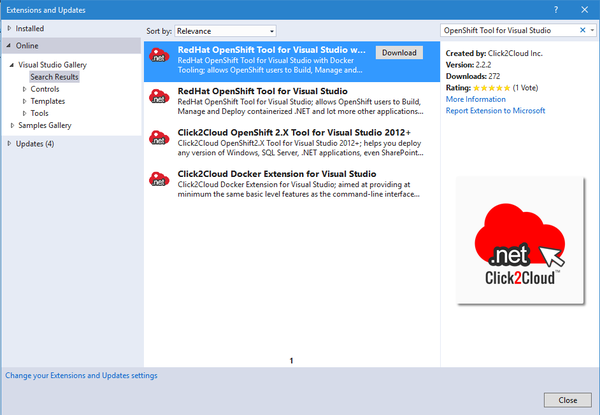 Extensions and Updates
? ×
Installed
Online
Visual Studio Gallery
Search Results
Controls
Templates
Tools
Samples Gallery
Updates (4)
Sort by: Relevance
RedHat OpenShift Tool for Visual Studio w...
Download
RedHat OpenShift Tool for Visual Studio with Docker
Tooling; allows OpenShift users to Build, Manage and...
RedHat OpenShift Tool for Visual Studio
RedHat OpenShift Tool for Visual Studio; allows OpenShift users to Build,
Manage and Deploy containerized .NET and lot more other applications...
Click2Cloud OpenShift 2.X Tool for Visual Studio 2012+
Click2Cloud OpenShift2.X Tool for Visual Studio 2012+; helps you deploy
any version of Windows, SQL Server, .NET applications, even SharePoint...
Click2Cloud Docker Extension for Visual Studio
Click2Cloud Docker Extension for Visual Studio; aimed at providing at
minimum the same basic level features as the command-line interface...
1
OpenShift Tool for Visual Studio ×
Created by: Click2Cloud Inc.
Version: 2.2.2
Downloads: 272
Rating: ★★★★★ (1 Vote)
More Information
Report Extension to Microsoft
.net
Click2Cloud™
Change your Extensions and Updates settings
Close